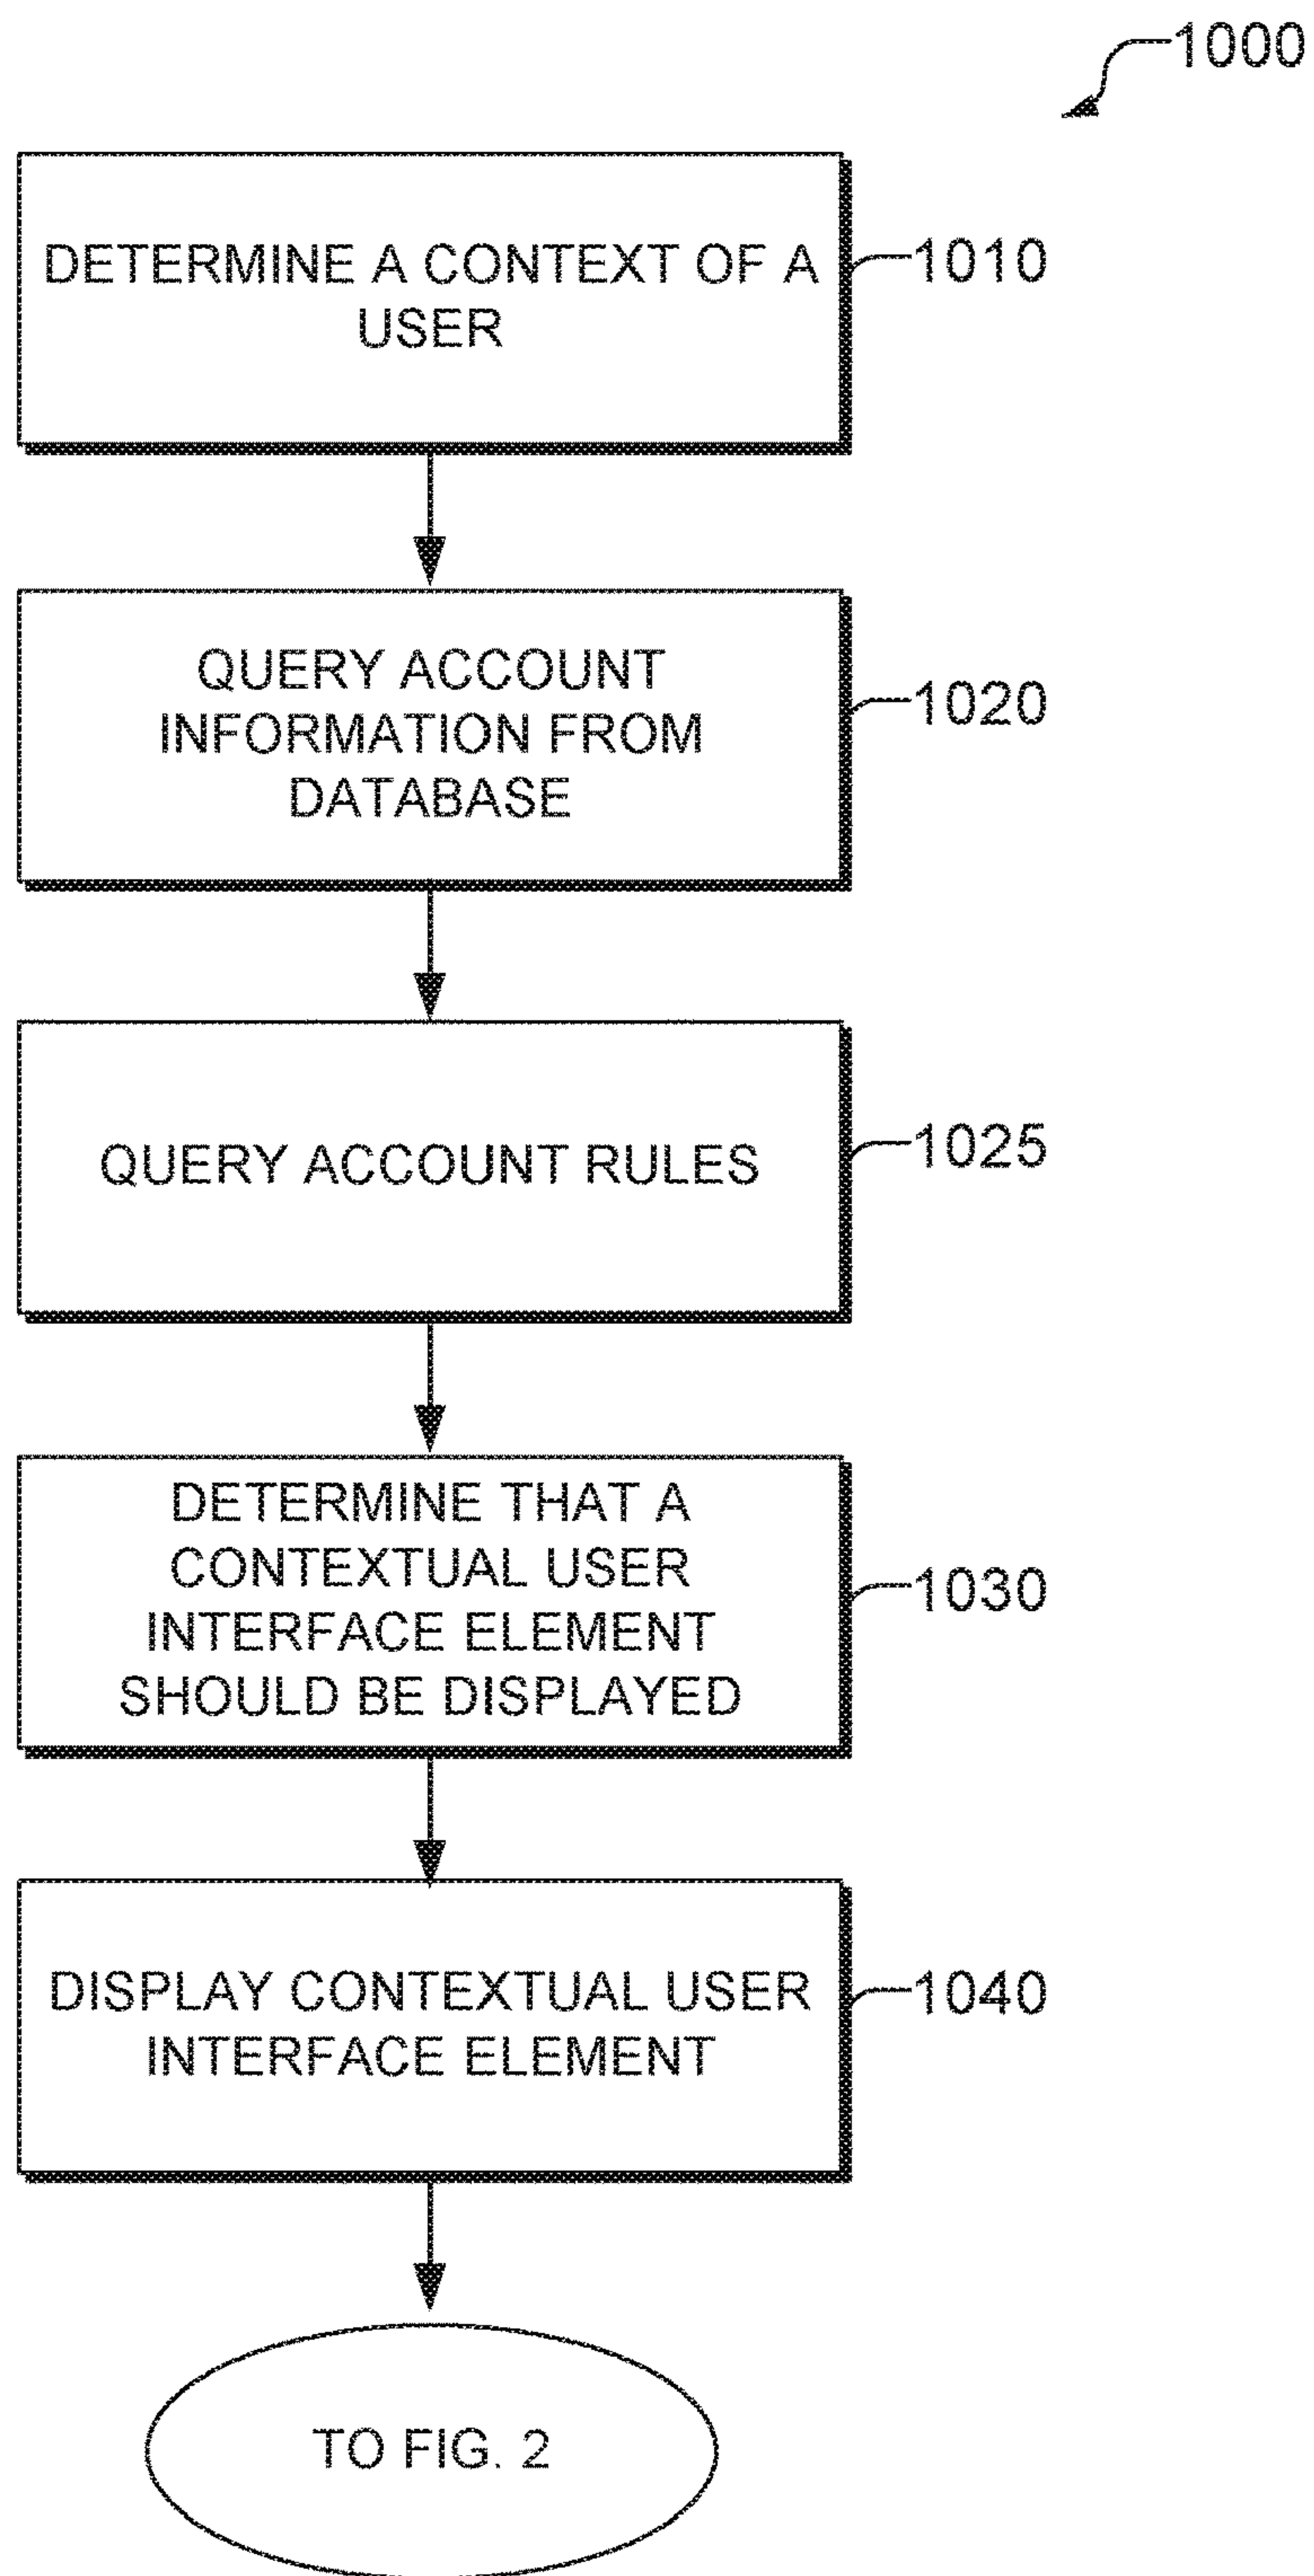 1000
DETERMINE A CONTEXT OF A
USER
1010
QUERY ACCOUNT
INFORMATION FROM
DATABASE
1020
QUERY ACCOUNT RULES
1025
DETERMINE THAT A
CONTEXTUAL USER
INTERFACE ELEMENT
SHOULD BE DISPLAYED
1030
DISPLAY CONTEXTUAL USER
INTERFACE ELEMENT
1040
TO FIG. 2